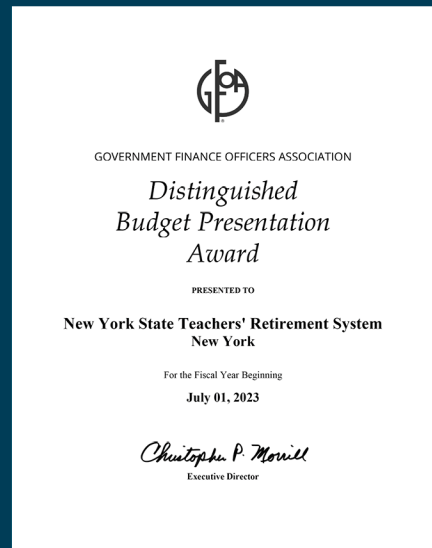 GFOA
®
GOVERNMENT FINANCE OFFICERS ASSOCIATION
Distinguished
Budget Presentation
Award
PRESENTED TO
New York State Teachers' Retirement System
New York
For the Fiscal Year Beginning
July 01, 2023
Christopher P. Morrill
Executive Director